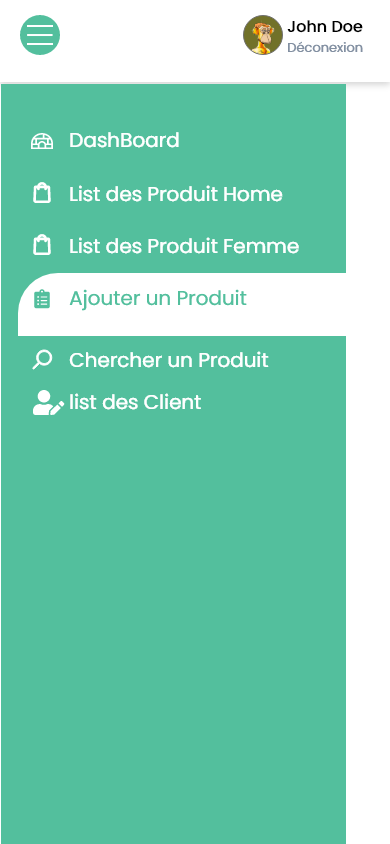 John Doe
Déconexion
DashBoard
List des Produit Home
List des Produit Femme
Ajouter un Produit
Chercher un Produit
list des Client